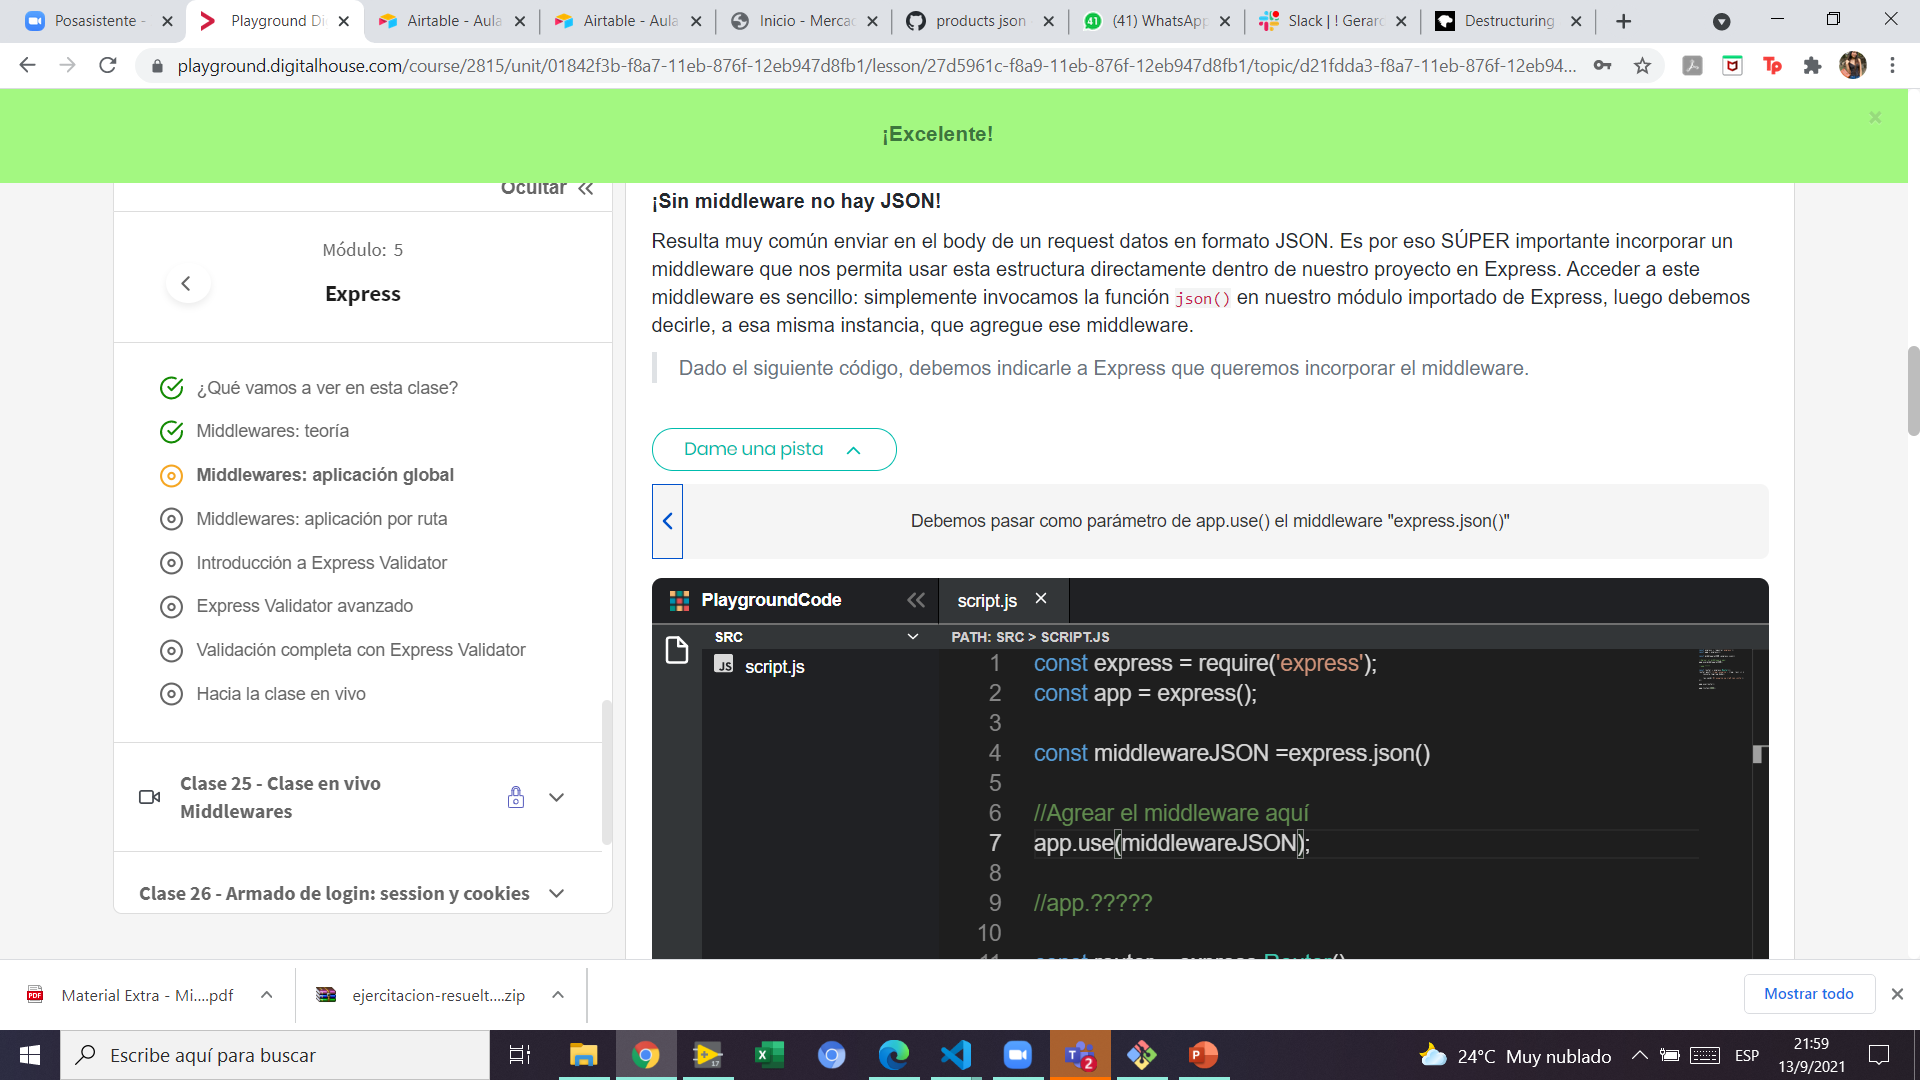 Posasistente -
Playground Di
Airtable - Aula
Airtable - Aula
Inicio - Merca
products json
(41) WhatsApp
Slack | ! Gerar
Destructuring
playground.digitalhouse.com/course/2815/unit/01842f3b-f8a7-11eb-876f-12eb947d8fb1/lesson/27d5961c-f8a9-11eb-876f-12eb947d8fb1/topic/d21fdda3-f8a7-11eb-876f-12eb94...
¡Excelente!
Ocultar
Módulo: 5
Express
¿Qué vamos a ver en esta clase?
Middlewares: teoría
Middlewares: aplicación global
Middlewares: aplicación por ruta
Introducción a Express Validator
Express Validator avanzado
Validación completa con Express Validator
Hacia la clase en vivo
Clase 25 - Clase en vivo
Middlewares
Clase 26 - Armado de login: session y cookies
¡Sin middleware no hay JSON!
Resulta muy común enviar en el body de un request datos en formato JSON. Es por eso SÚPER importante incorporar un
middleware que nos permita usar esta estructura directamente dentro de nuestro proyecto en Express. Acceder a este
middleware es sencillo: simplemente invocamos la función json() en nuestro módulo importado de Express, luego debemos
decirle, a esa misma instancia, que agregue ese middleware.
Dado el siguiente código, debemos indicarle a Express que queremos incorporar el middleware.
Dame una pista
Debemos pasar como parámetro de app.use() el middleware "express.json()"
PlaygroundCode
script.js
SRC
PATH: SRC > SCRIPT.JS
JS script.js
1 const express = require('express');
2 const app = express();
3
4 const middlewareJSON =express.json()
5
6 //Agrear el middleware aquí
7 app.use(middlewareJSON);
8
9 //app.?????
10
11 const router = express.Router()
PDF Material Extra - Mi....pdf
ejercitacion-resuelt....zip
Mostrar todo
Escribe aquí para buscar
24°C Muy nublado
ESP
21:59
13/9/2021